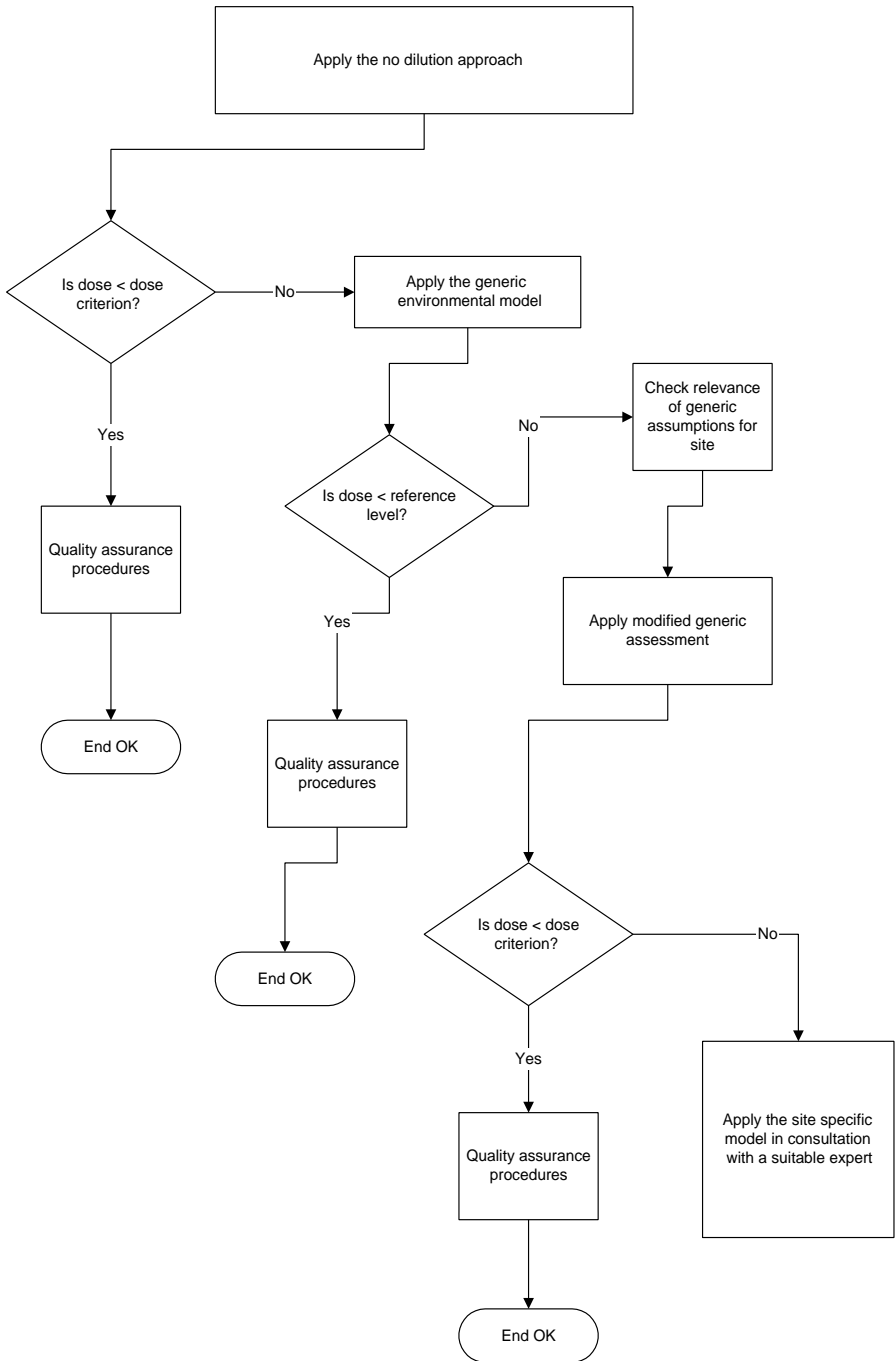 Apply the no dilution approach
Is dose < dose
criterion?
No
Apply the generic
environmental model
Yes
Quality assurance
procedures
End OK
Is dose < reference
level?
No
Check relevance
of generic
assumptions for
site
Yes
Quality assurance
procedures
End OK
Apply modified generic
assessment
Is dose < dose
criterion?
No
Yes
Quality assurance
procedures
End OK
Apply the site specific
model in consultation
with a suitable expert